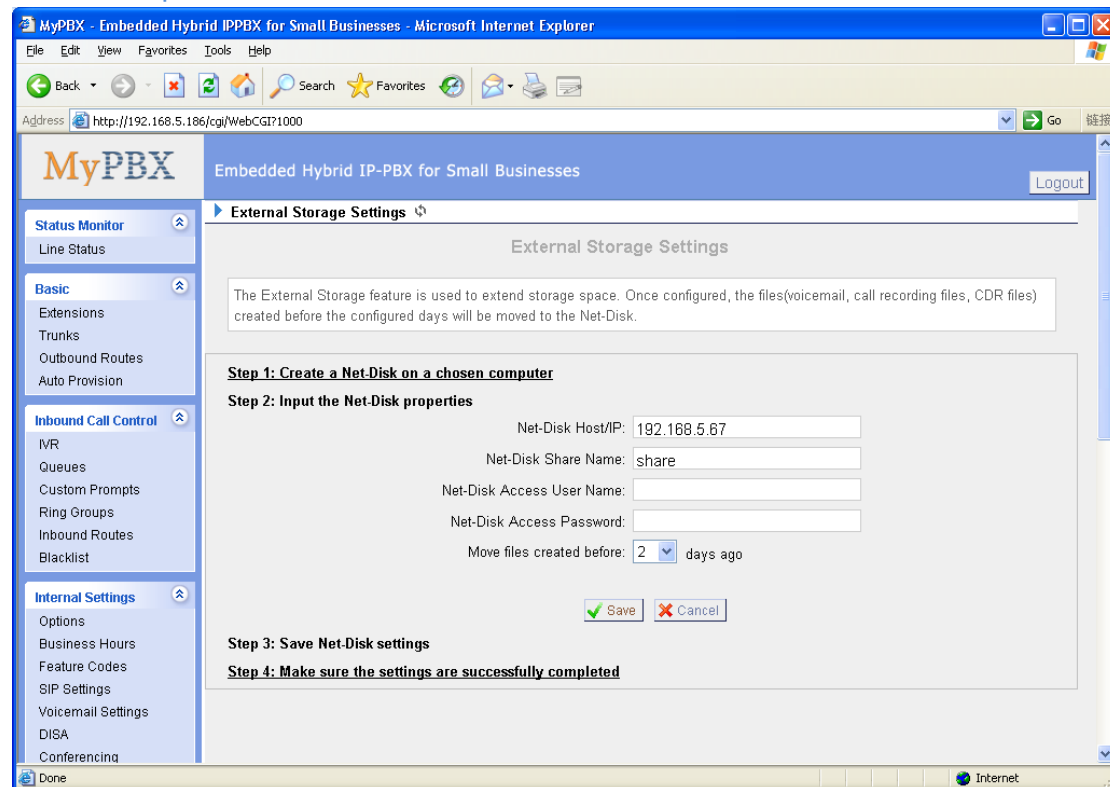 MyPBX - Embedded Hybrid IPPBX for Small Businesses - Microsoft Internet Explorer
File Edit View Favorites Tools Help
Back Search Favorites
Address http://192.168.5.186/cgi/WebCGI?1000 Go 链接
MyPBX
Embedded Hybrid IP-PBX for Small Businesses
Logout
Status Monitor
Line Status
Basic
Extensions
Trunks
Outbound Routes
Auto Provision
Inbound Call Control
IVR
Queues
Custom Prompts
Ring Groups
Inbound Routes
Blacklist
Internal Settings
Options
Business Hours
Feature Codes
SIP Settings
Voicemail Settings
DISA
Conferencing
External Storage Settings
External Storage Settings
The External Storage feature is used to extend storage space. Once configured, the files(voicemail, call recording files, CDR files)
created before the configured days will be moved to the Net-Disk.
Step 1: Create a Net-Disk on a chosen computer
Step 2: Input the Net-Disk properties
Net-Disk Host/IP: 192.168.5.67
Net-Disk Share Name: share
Net-Disk Access User Name:
Net-Disk Access Password:
Move files created before: 2 days ago
Save Cancel
Step 3: Save Net-Disk settings
Step 4: Make sure the settings are successfully completed
Done Internet